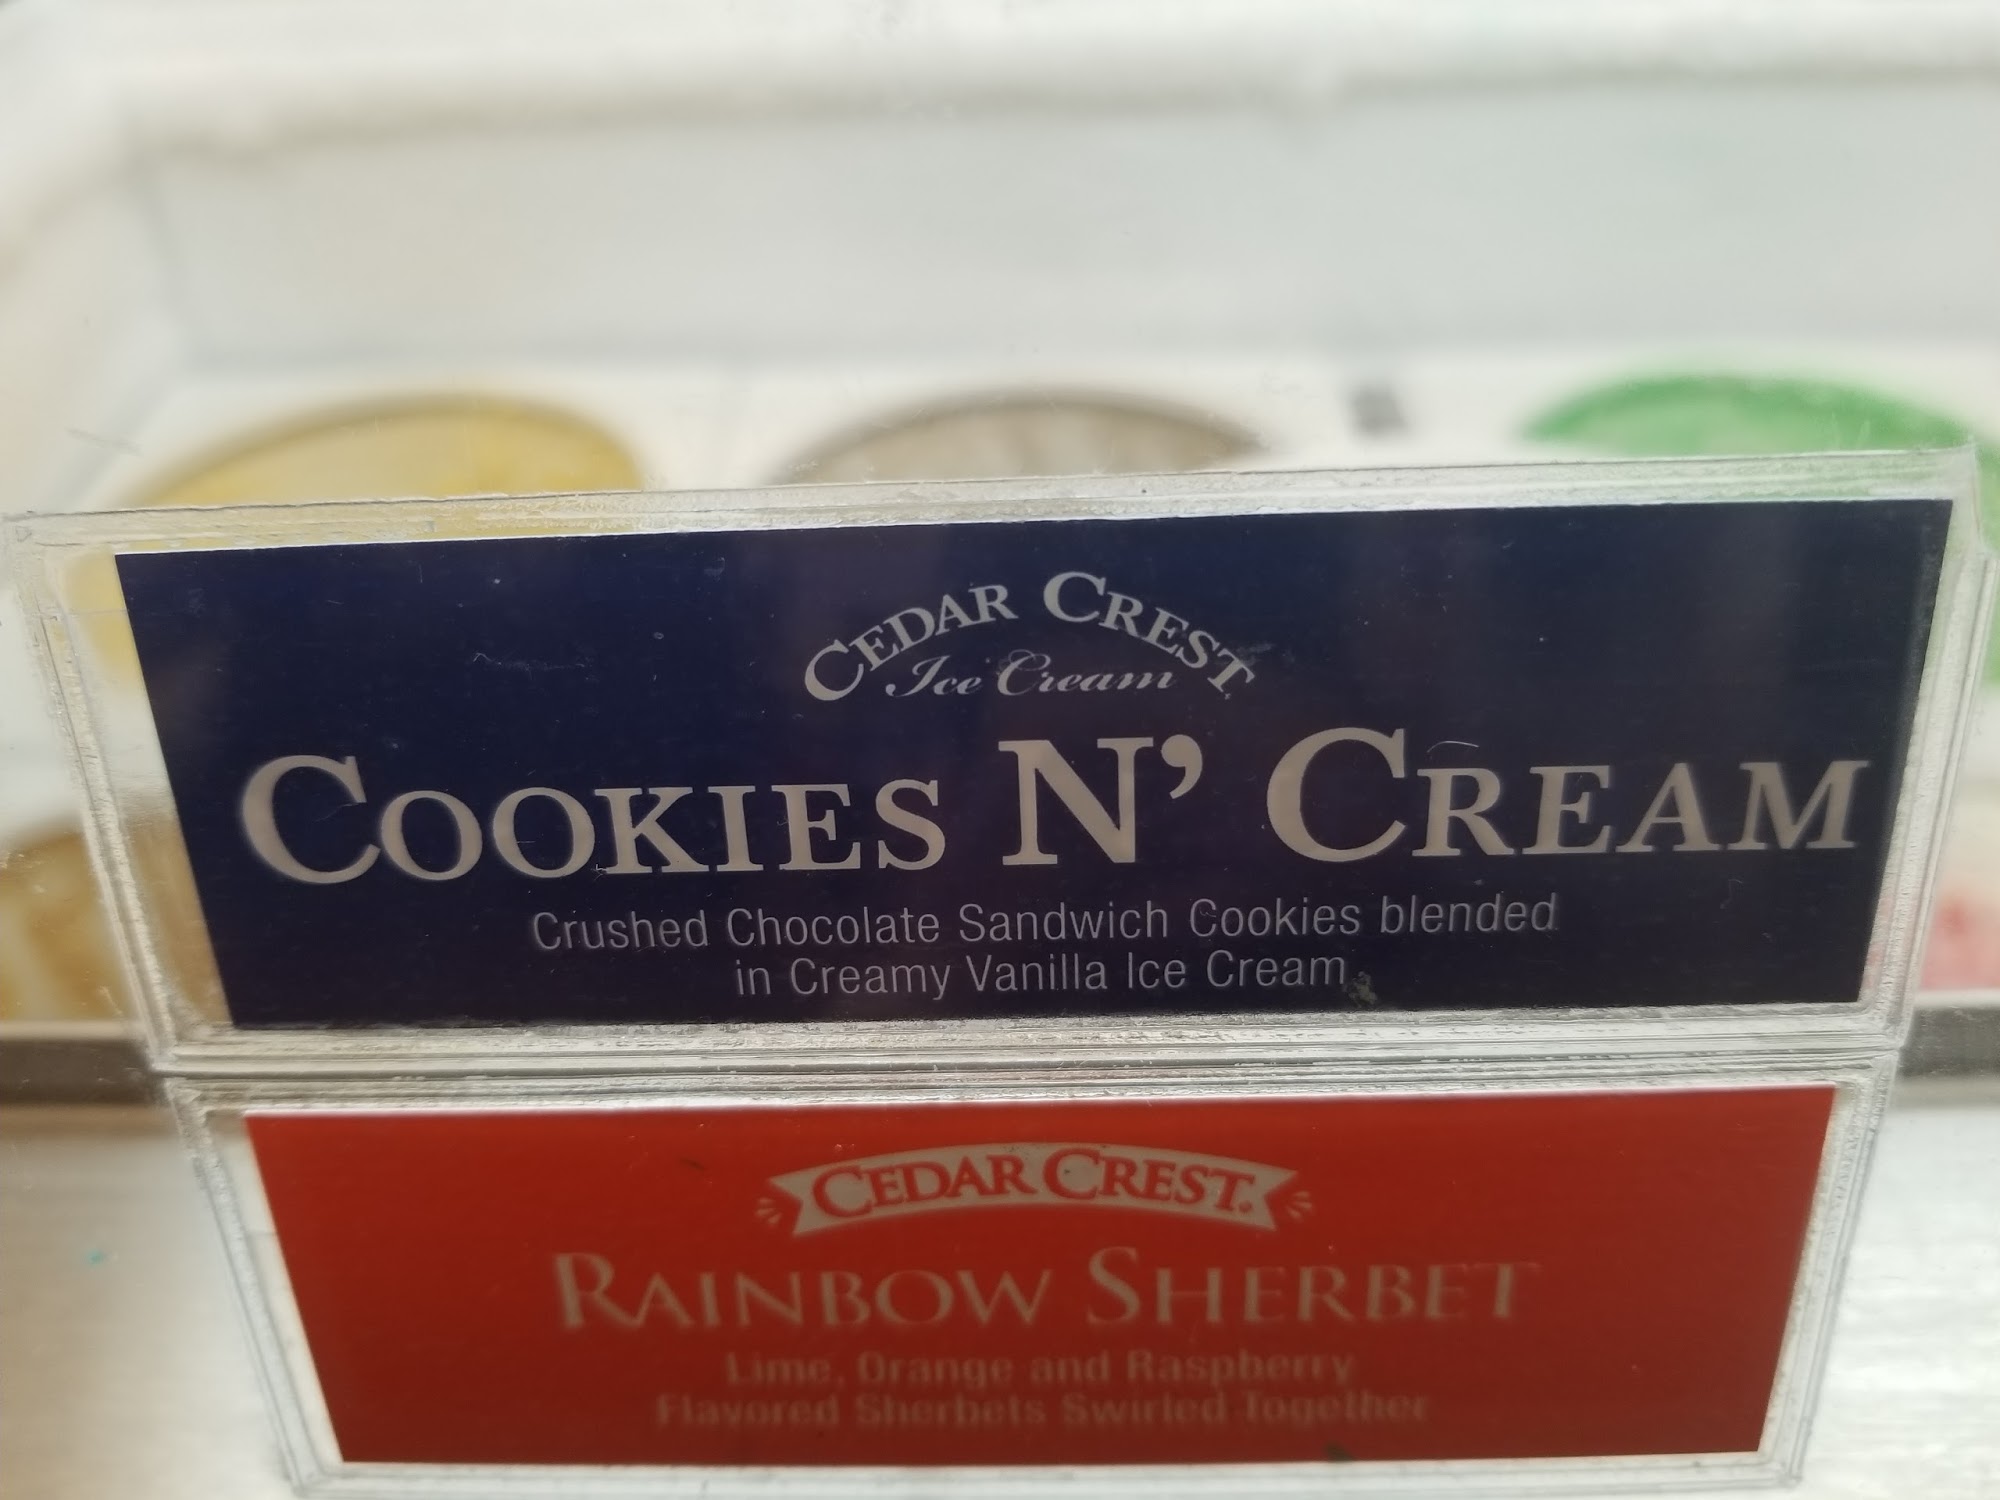 CEDAR CREST
Ice Cream
COOKIES N' CREAM
Crushed Chocolate Sandwich Cookies blended
in Creamy Vanilla Ice Cream
CEDAR CREST.
RAINBOW SHERBET
Lime, Orange and Raspberry
Flavored Sherbets Swirled Together